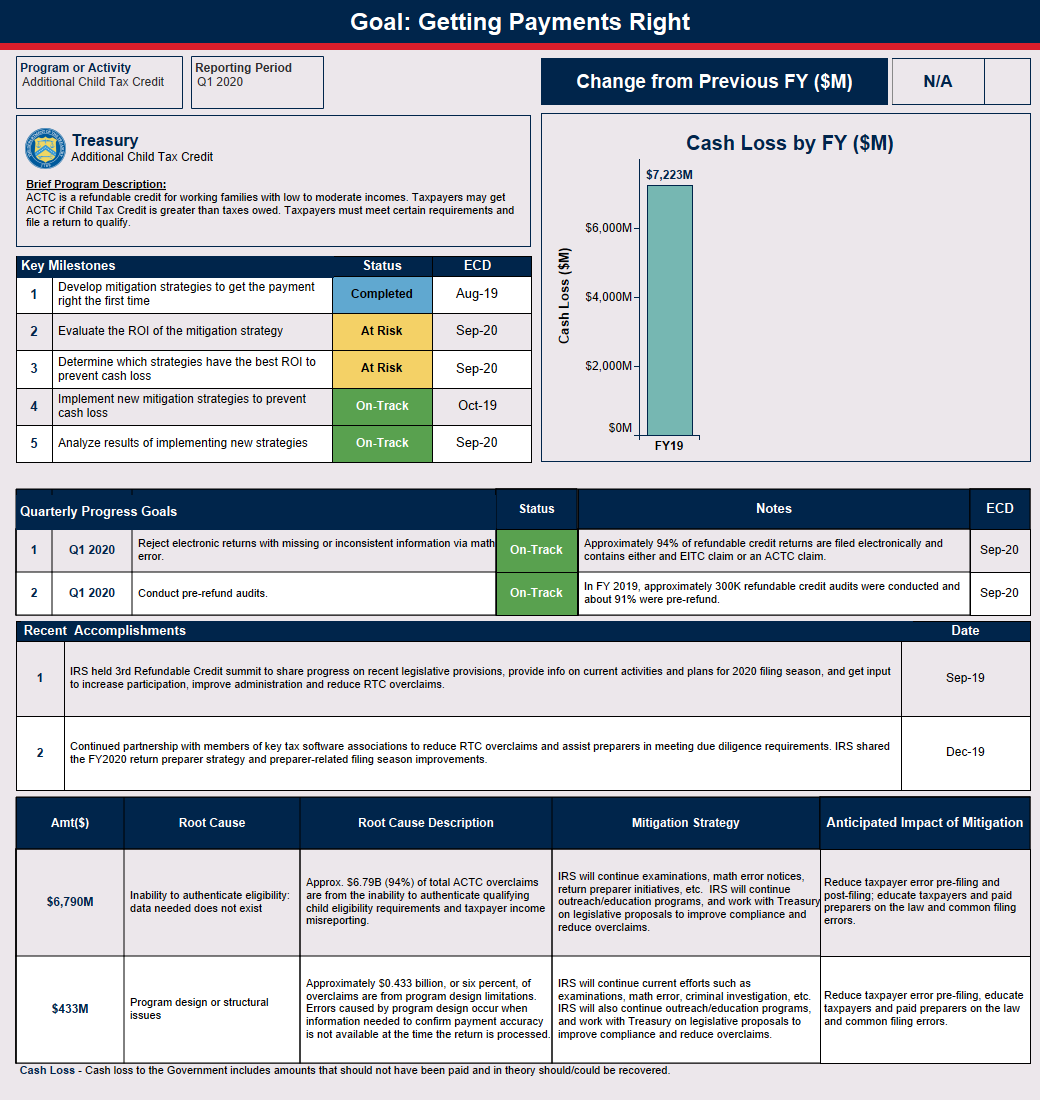 Goal: Getting Payments Right
Program or Activity
Additional Child Tax Credit
Reporting Period
Q1 2020
Change from Previous FY ($M)
N/A
Treasury
Additional Child Tax Credit
Brief Program Description:
ACTC is a refundable credit for working families with low to moderate incomes. Taxpayers may get
ACTC if Child Tax Credit is greater than taxes owed. Taxpayers must meet certain requirements and
file a return to qualify.
Cash Loss by FY ($M)
$7,223M
$6,000M
$4,000M
$2,000M
$0M
Cash Loss ($M)
FY19
Key Milestones
Status
ECD
1
Develop mitigation strategies to get the payment
right the first time
Completed
Aug-19
2
Evaluate the ROI of the mitigation strategy
At Risk
Sep-20
3
Determine which strategies have the best ROI to
prevent cash loss
At Risk
Sep-20
4
Implement new mitigation strategies to prevent
cash loss
On-Track
Oct-19
5
Analyze results of implementing new strategies
On-Track
Sep-20
Quarterly Progress Goals
Status
Notes
ECD
1
Q1 2020
Reject electronic returns with missing or inconsistent information via math
error.
On-Track
Approximately 94% of refundable credit returns are filed electronically and
contains either and EITC claim or an ACTC claim.
Sep-20
2
Q1 2020
Conduct pre-refund audits.
On-Track
In FY 2019, approximately 300K refundable credit audits were conducted and
about 91% were pre-refund.
Sep-20
Recent Accomplishments
Date
1
IRS held 3rd Refundable Credit summit to share progress on recent legislative provisions, provide info on current activities and plans for 2020 filing season, and get input
to increase participation, improve administration and reduce RTC overclaims.
Sep-19
2
Continued partnership with members of key tax software associations to reduce RTC overclaims and assist preparers in meeting due diligence requirements. IRS shared
the FY2020 return preparer strategy and preparer-related filing season improvements.
Dec-19
Amt($)
Root Cause
Root Cause Description
Mitigation Strategy
Anticipated Impact of Mitigation
$6,790M
Inability to authenticate eligibility:
data needed does not exist
Approx. $6.79B (94%) of total ACTC overclaims
are from the inability to authenticate qualifying
child eligibility requirements and taxpayer income
misreporting.
IRS will continue examinations, math error notices,
return preparer initiatives, etc. IRS will continue
outreach/education programs, and work with Treasury
on legislative proposals to improve compliance and
reduce overclaims.
Reduce taxpayer error pre-filing and
post-filing; educate taxpayers and paid
preparers on the law and common filing
errors.
$433M
Program design or structural
issues
Approximately $0.433 billion, or six percent, of
overclaims are from program design limitations.
Errors caused by program design occur when
information needed to confirm payment accuracy
is not available at the time the return is processed.
IRS will continue current efforts such as
examinations, math error, criminal investigation, etc.
IRS will also continue outreach/education programs,
and work with Treasury on legislative proposals to
improve compliance and reduce overclaims.
Reduce taxpayer error pre-filing, educate
taxpayers and paid preparers on the law
and common filing errors.
Cash Loss - Cash loss to the Government includes amounts that should not have been paid and in theory should/could be recovered.